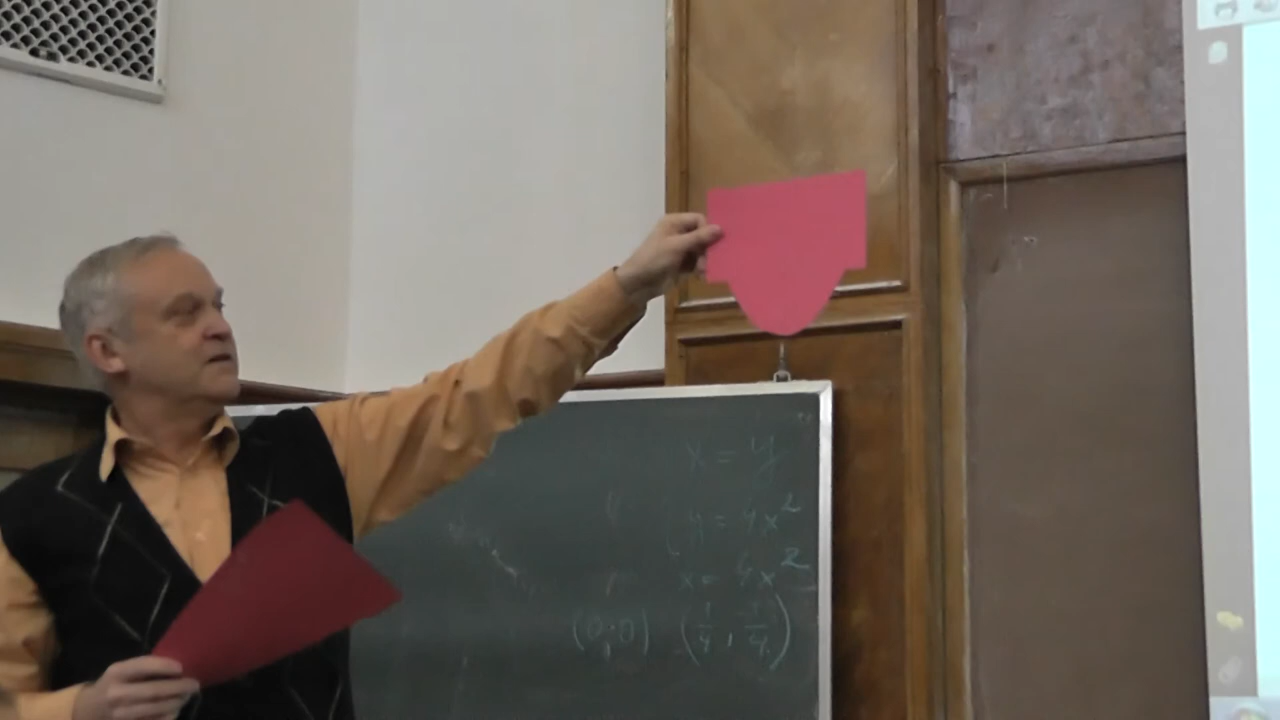 x = y
y = 4x²
x = 4x²
(0;0) (1/4, 1/4)